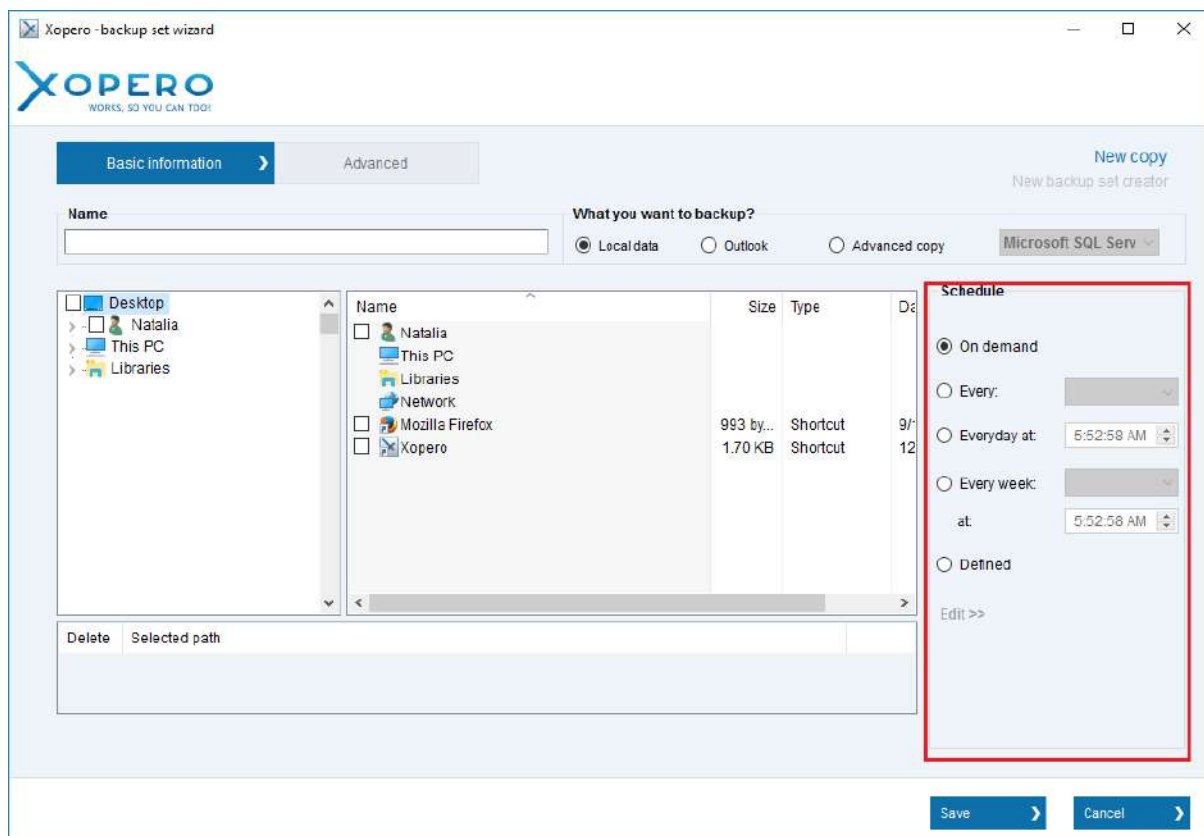 Xopero -backup set wizard
XOPERO
WORKS, SO YOU CAN TOO!
Basic information
Advanced
New copy
New backup set creator
Name
What you want to backup?
Local data
Outlook
Advanced copy
Microsoft SQL Serv
Desktop
Natalia
This PC
Libraries
Name Size Type Da
Natalia
This PC
Libraries
Network
Mozilla Firefox 993 by... Shortcut 9/1
Xopero 1.70 KB Shortcut 12
Delete Selected path
Schedule
On demand
Every:
Everyday at: 5:52:58 AM
Every week:
at: 5:52:58 AM
Defined
Edit >>
Save
Cancel